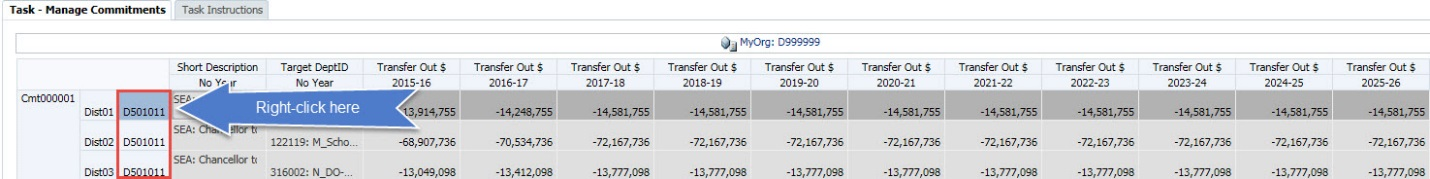 Task - Manage Commitments Task Instructions
MyOrg: D999999
Short Description Target DeptID Transfer Out $ Transfer Out $ Transfer Out $ Transfer Out $ Transfer Out $ Transfer Out $ Transfer Out $ Transfer Out $ Transfer Out $ Transfer Out $ Transfer Out $
No Year No Year 2015-16 2016-17 2017-18 2018-19 2019-20 2020-21 2021-22 2022-23 2023-24 2024-25 2025-26
Cmt000001 Dist01 D501011 SEA: Right-click here 13,914,755 -14,248,755 -14,581,755 -14,581,755 -14,581,755 -14,581,755 -14,581,755 -14,581,755 -14,581,755 -14,581,755 -14,581,755
Dist02 D501011 SEA: Chancellor to 122119: M_Scho... -68,907,736 -70,534,736 -72,167,736 -72,167,736 -72,167,736 -72,167,736 -72,167,736 -72,167,736 -72,167,736 -72,167,736 -72,167,736
Dist03 D501011 SEA: Chancellor to 316002: N_DO-... -13,049,098 -13,412,098 -13,777,098 -13,777,098 -13,777,098 -13,777,098 -13,777,098 -13,777,098 -13,777,098 -13,777,098 -13,777,098